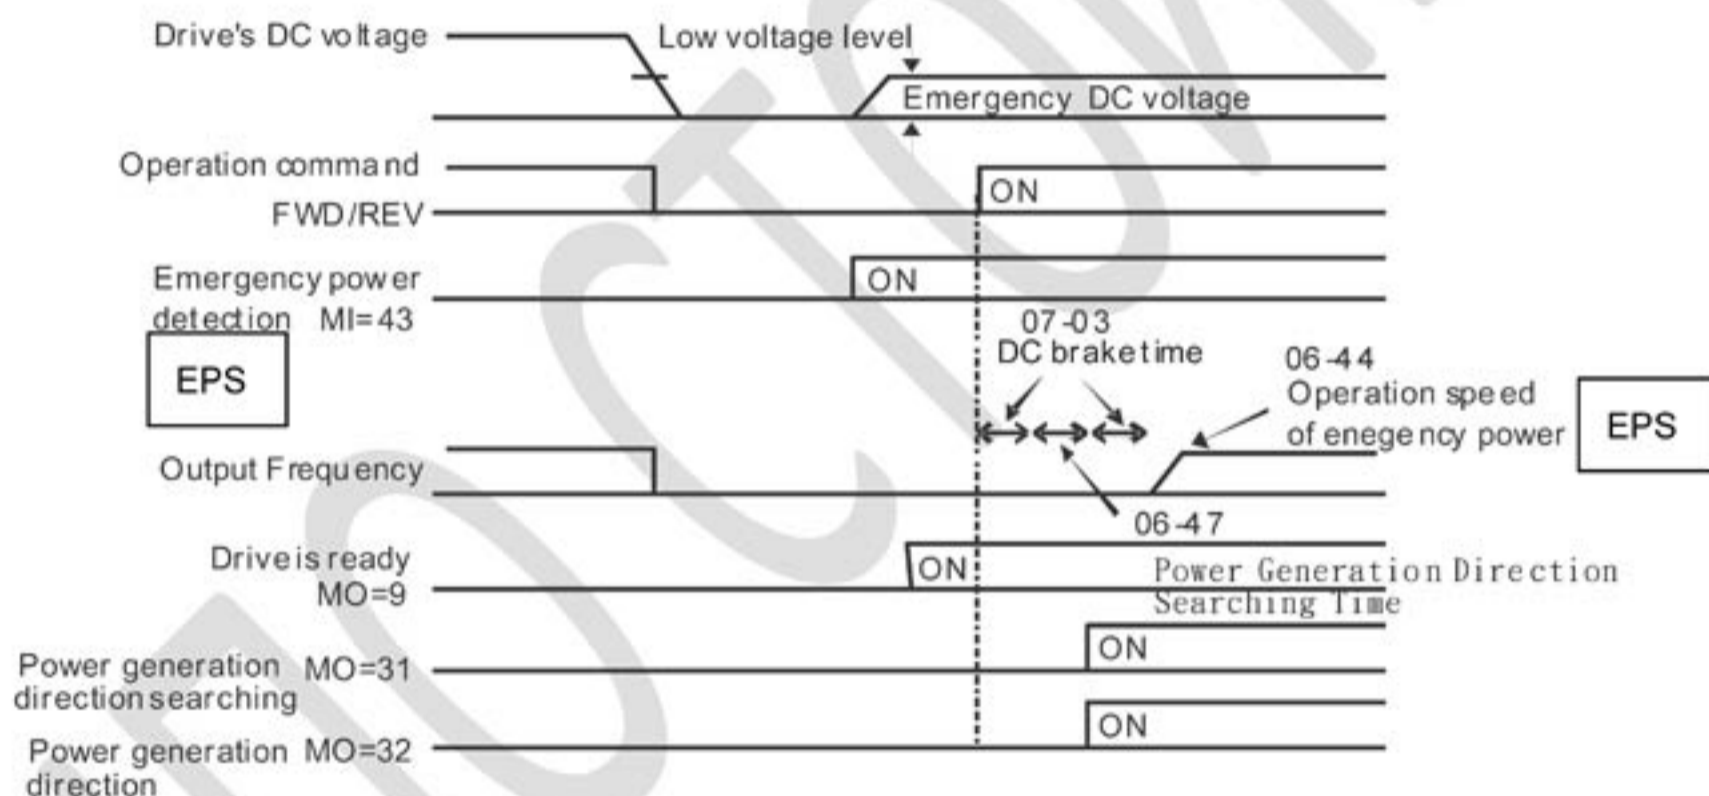 Drive's DC voltage
Low voltage level
Emergency DC voltage
Operation command
FWD/REV
ON
Emergency power
detection MI=43
ON
EPS
07-03
DC brake time
06-44
Operation speed
of enegency power
EPS
Output Frequency
06-47
Drive is ready
MO=9
ON
Power Generation Direction
Searching Time
Power generation MO=31
direction searching
ON
Power generation MO=32
direction
ON